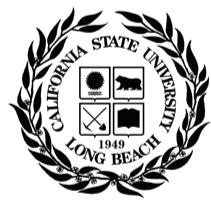 CALIFORNIA STATE UNIVERSITY
1949
LONG BEACH